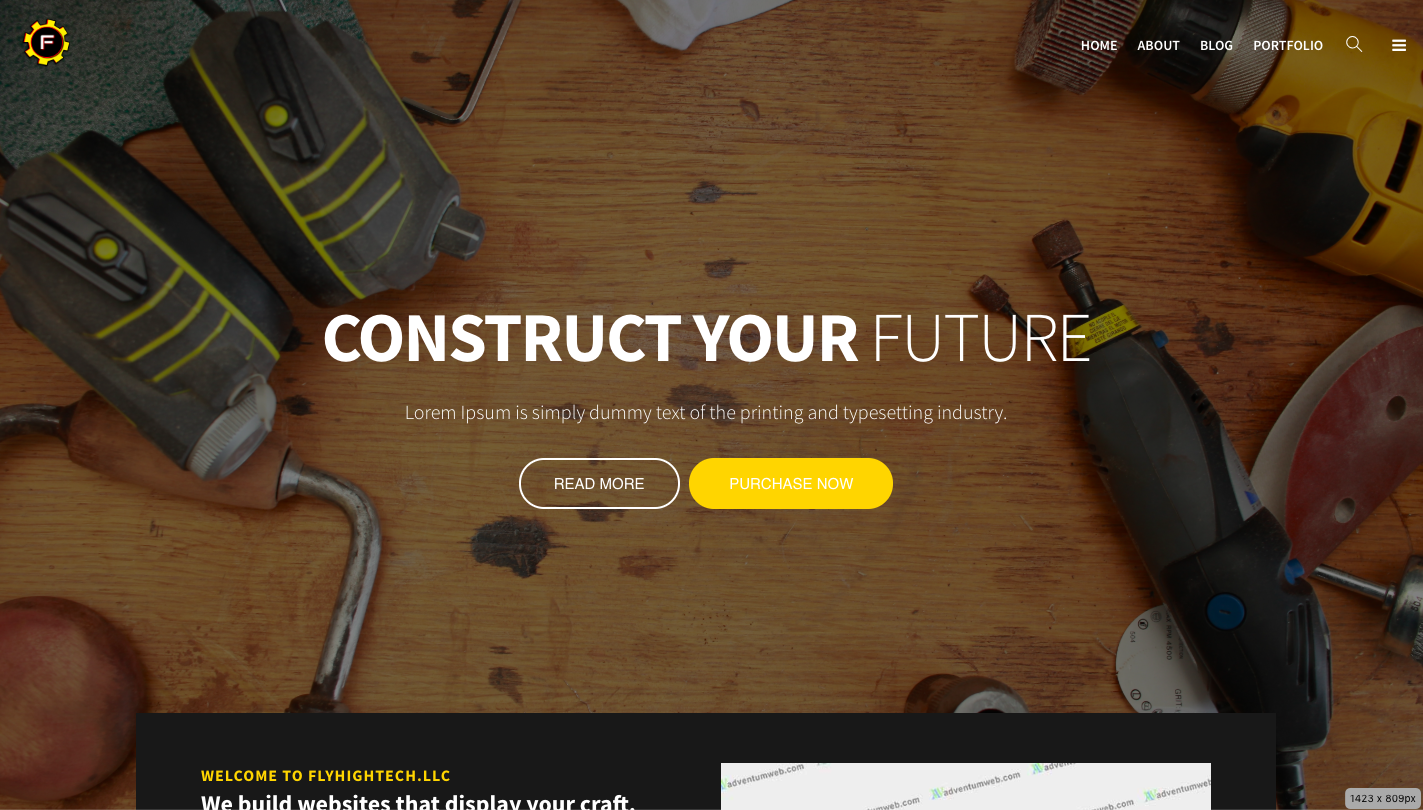 F
HOME ABOUT BLOG PORTFOLIO
CONSTRUCT YOUR FUTURE
Lorem Ipsum is simply dummy text of the printing and typesetting industry.
READ MORE PURCHASE NOW
WELCOME TO FLYHIGHTECH.LLC
We build websites that display your craft.
adventumweb.com
adventumweb.com
adventumweb.com
adventumweb.com
1423 x 809px